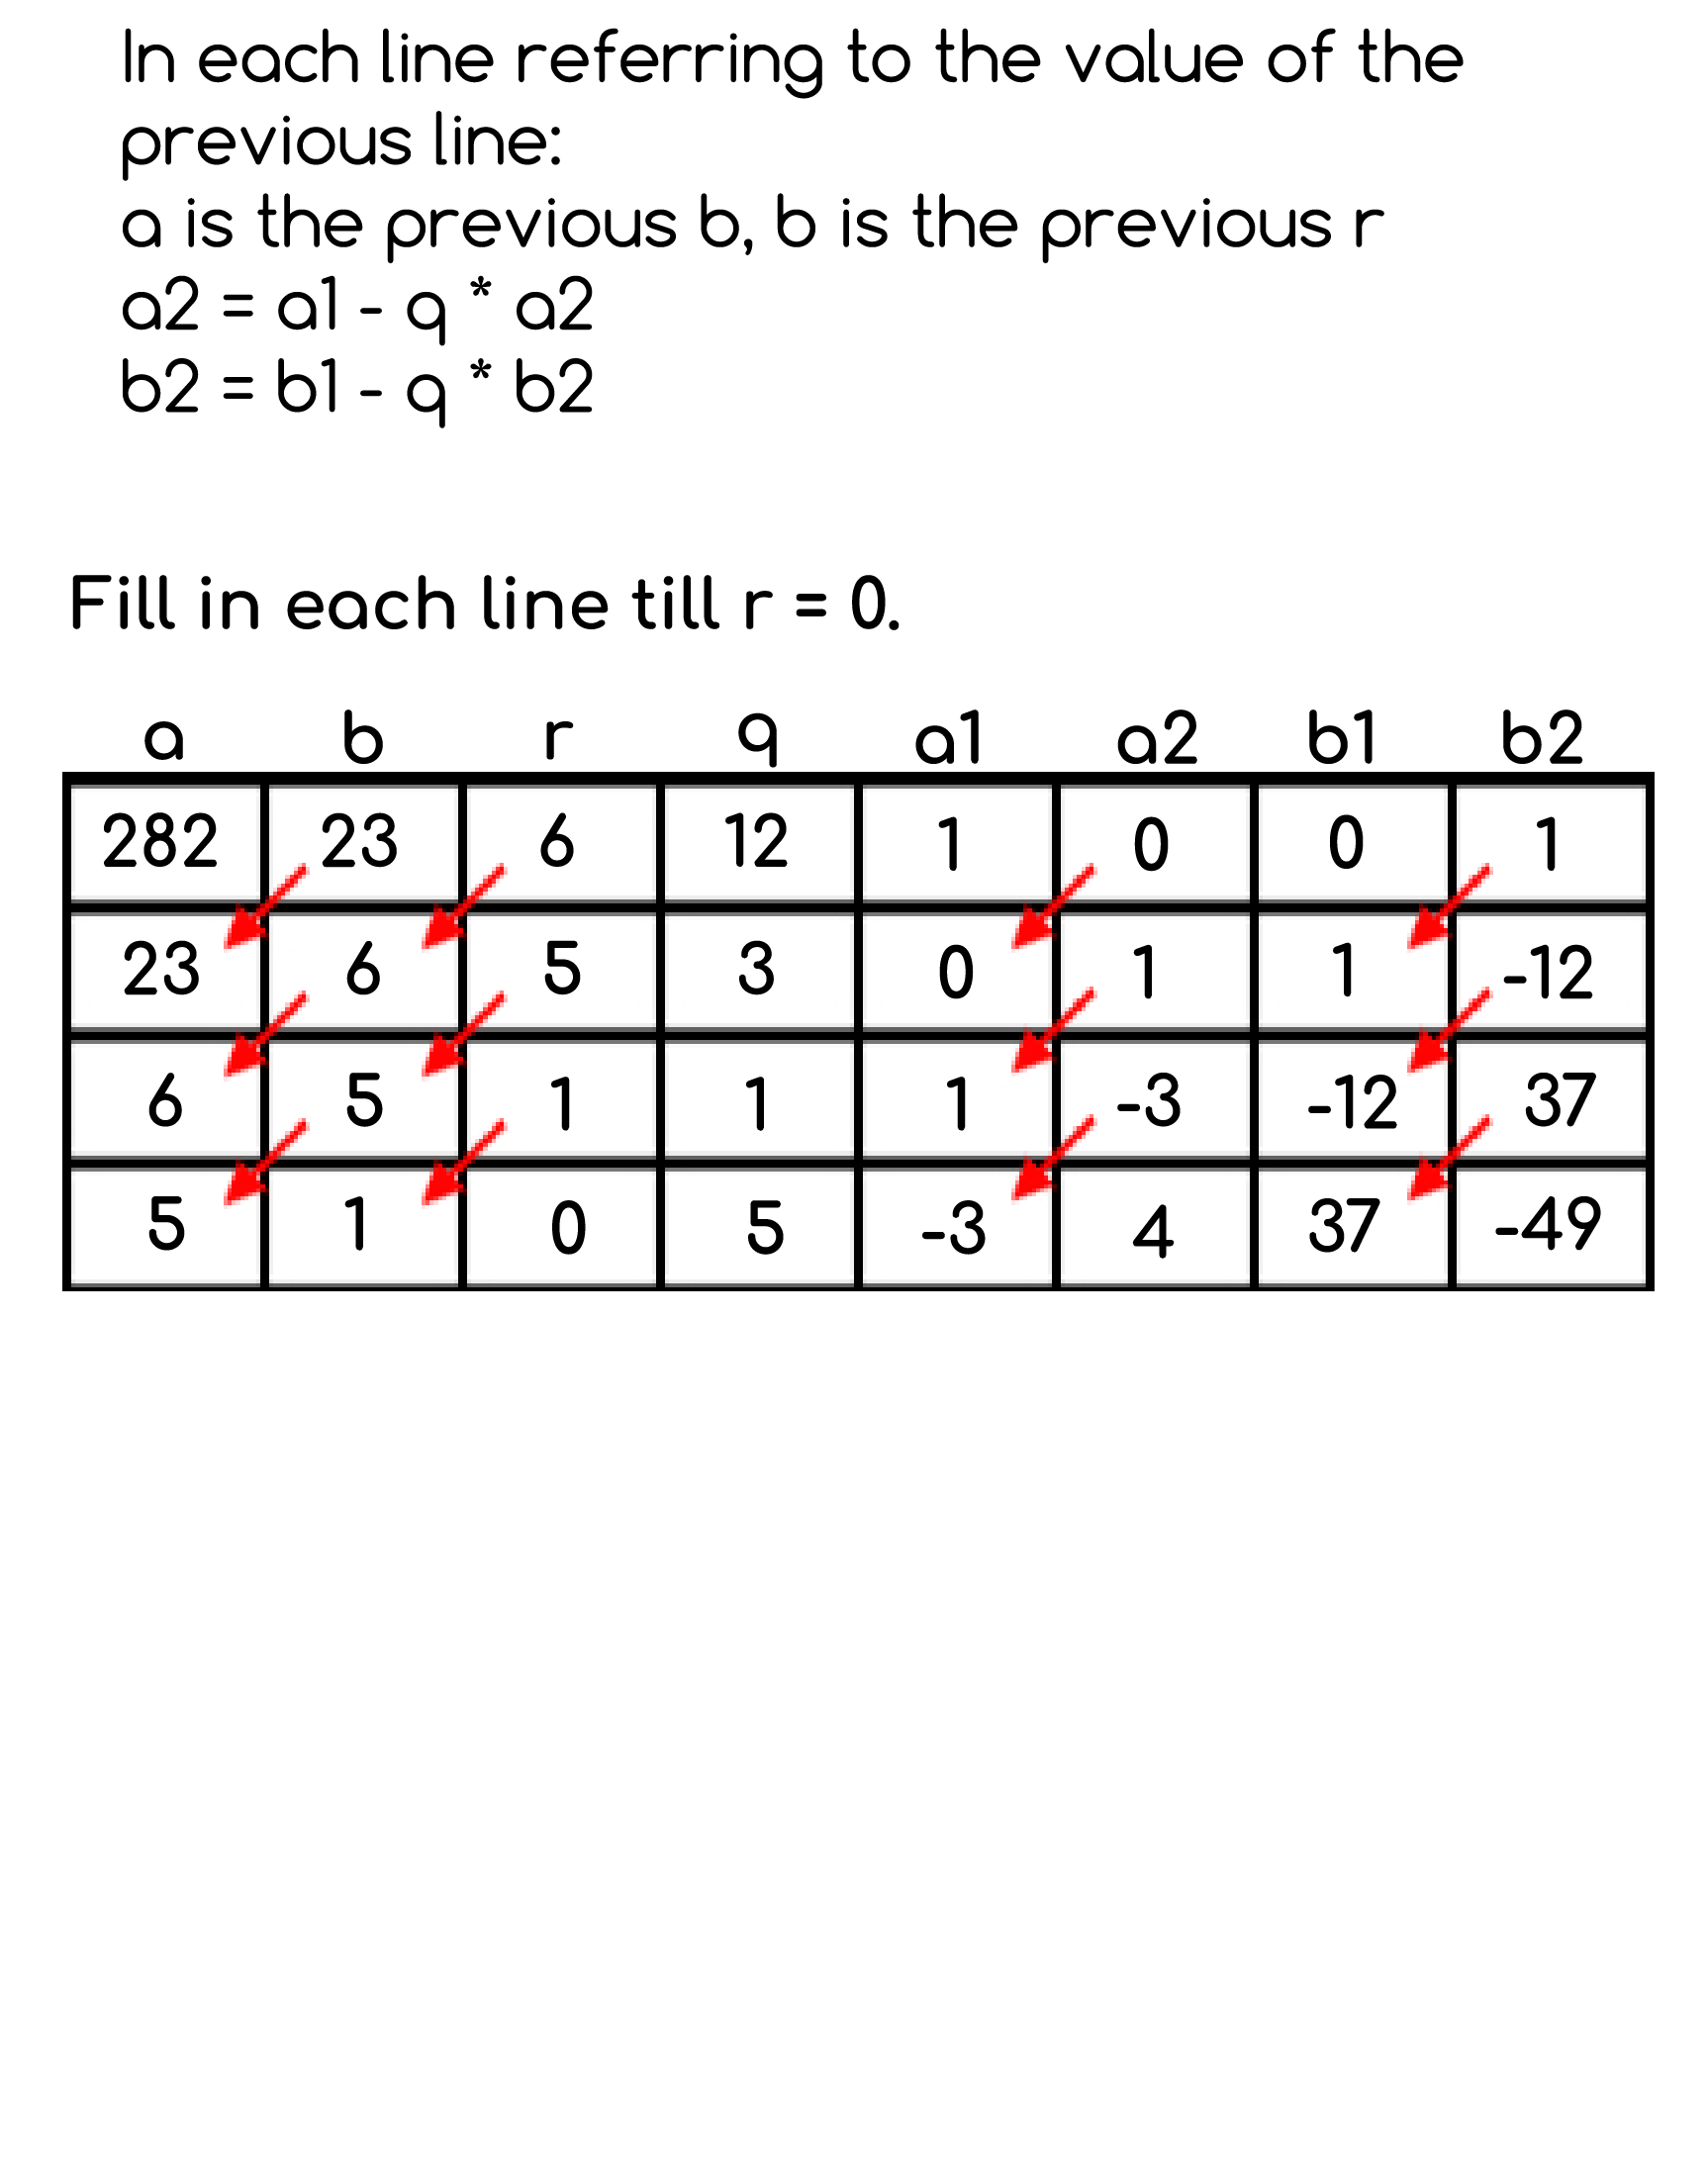 In each line referring to the value of the
previous line:
a is the previous b, b is the previous r
a2 = a1 - q * a2
b2 = b1 - q * b2
Fill in each line till r = 0.
a b r q a1 a2 b1 b2
282 23 6 12 1 0 0 1
23 6 5 3 0 1 1 -12
6 5 1 1 1 -3 -12 37
5 1 0 5 -3 4 37 -49